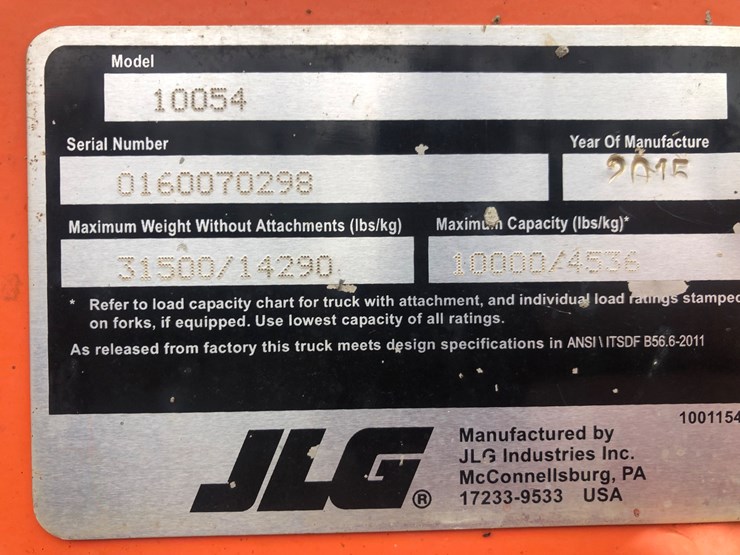 Model
10054
Serial Number
Year Of Manufacture
0160070298
2015
Maximum Weight Without Attachments (lbs/kg)
Maximum Capacity (lbs/kg)*
31500/14290
10000/4536
* Refer to load capacity chart for truck with attachment, and individual load ratings stamped
on forks, if equipped. Use lowest capacity of all ratings.
As released from factory this truck meets design specifications in ANSI \ ITSDF B56.6-2011
1001154
JLG®
Manufactured by
JLG Industries Inc.
McConnellsburg, PA
17233-9533 USA